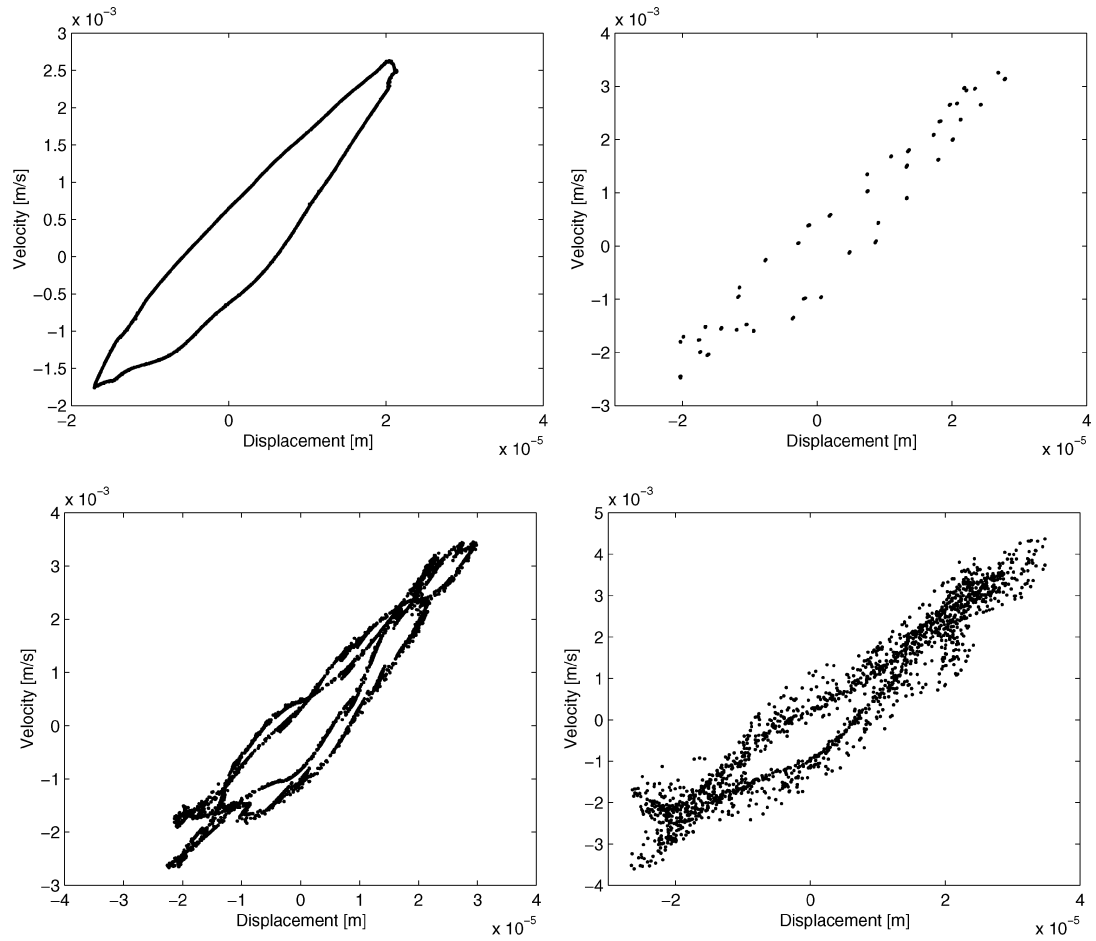 x 10⁻³
3
2.5
2
1.5
1
0.5
0
−0.5
−1
−1.5
−2
−2 0 2 4
Velocity [m/s]
Displacement [m]
x 10⁻⁵
x 10⁻³
4
3
2
1
0
−1
−2
−3
−2 0 2 4
Velocity [m/s]
Displacement [m]
x 10⁻⁵
x 10⁻³
4
3
2
1
0
−1
−2
−3
−4 −3 −2 −1 0 1 2 3 4
Velocity [m/s]
Displacement [m]
x 10⁻⁵
x 10⁻³
5
4
3
2
1
0
−1
−2
−3
−4
−2 0 2 4
Velocity [m/s]
Displacement [m]
x 10⁻⁵